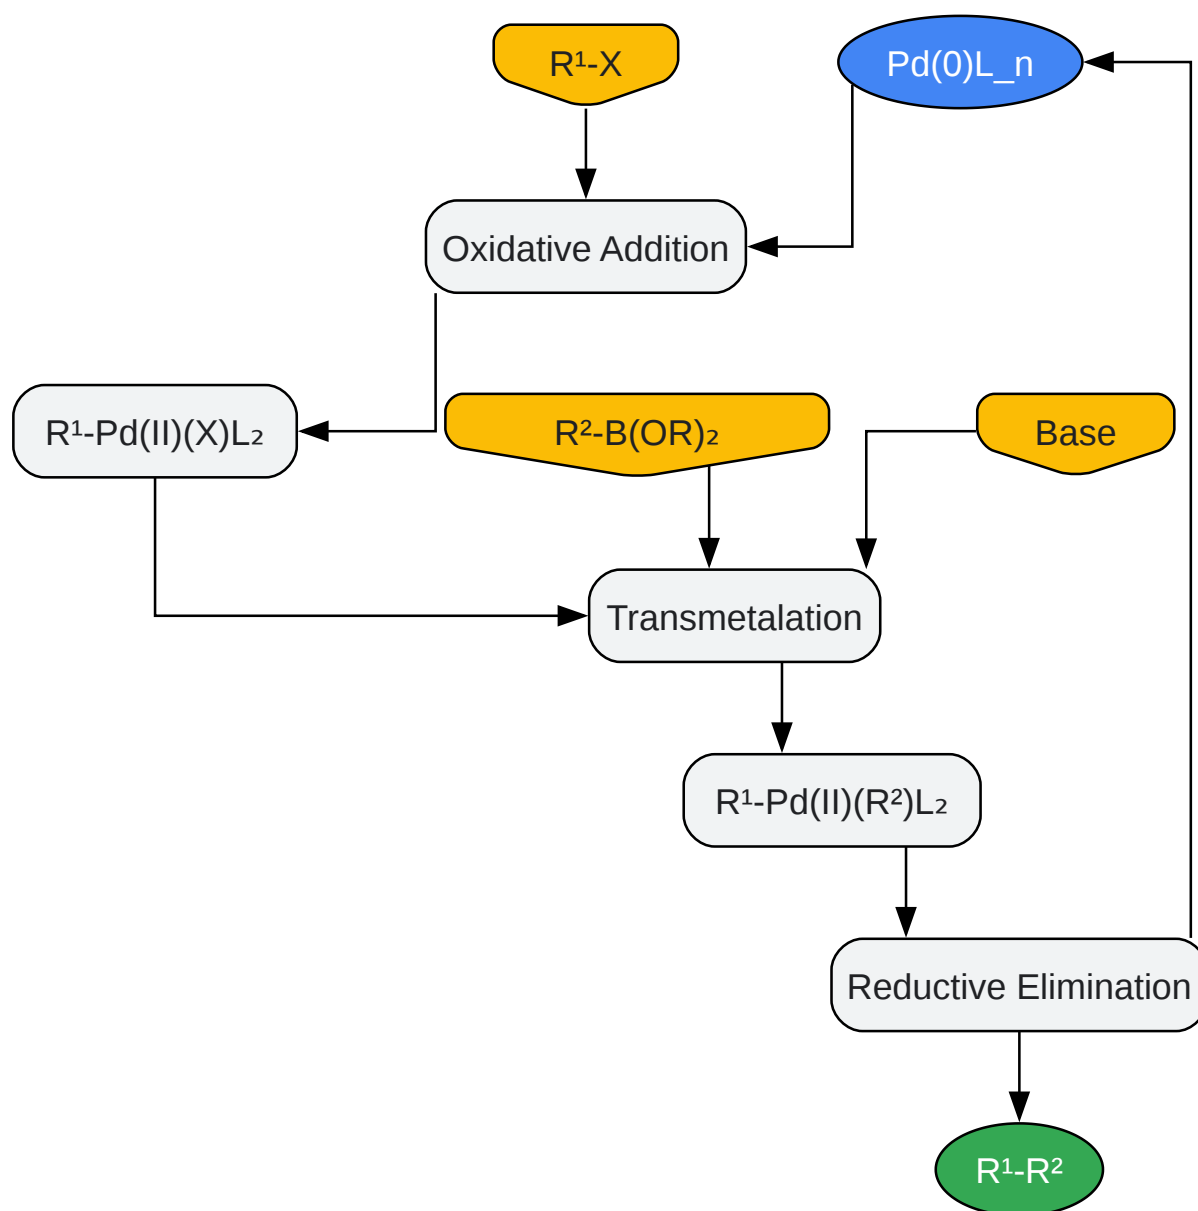 R¹-X
Pd(0)L_n
Oxidative Addition
R¹-Pd(II)(X)L₂
R²-B(OR)₂
Base
Transmetalation
R¹-Pd(II)(R²)L₂
Reductive Elimination
R¹-R²